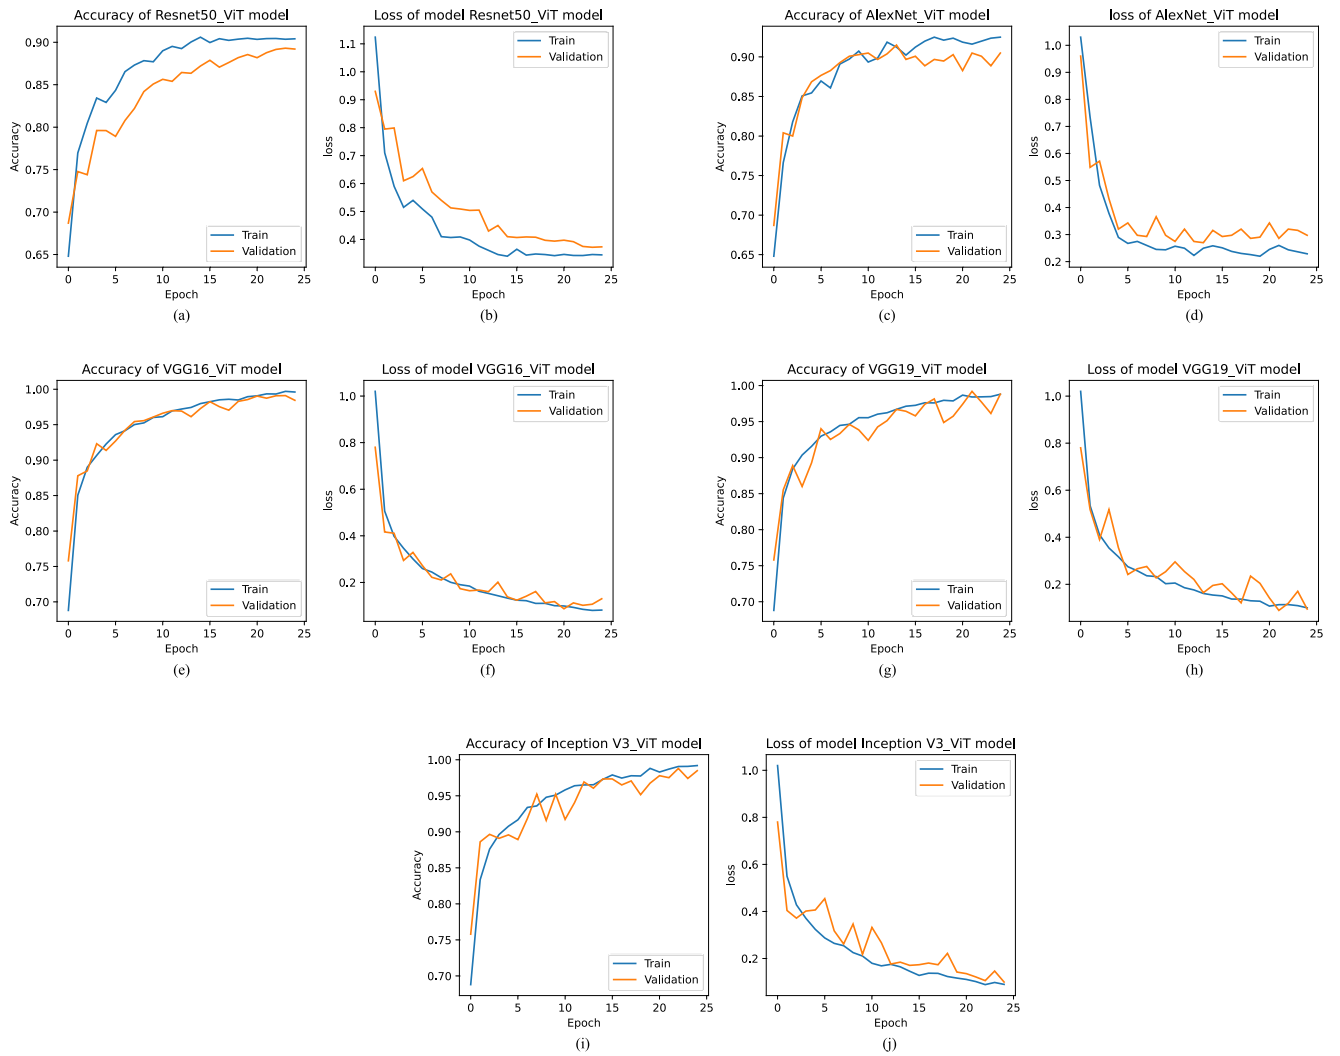 Accuracy of Resnet50_ViT model
Accuracy
0.90
0.85
0.80
0.75
0.70
0.65
Train
Validation
0 5 10 15 20 25
Epoch
(a)
Loss of model Resnet50_ViT model
loss
1.1
1.0
0.9
0.8
0.7
0.6
0.5
0.4
Train
Validation
0 5 10 15 20 25
Epoch
(b)
Accuracy of AlexNet_ViT model
Accuracy
0.90
0.85
0.80
0.75
0.70
0.65
Train
Validation
0 5 10 15 20 25
Epoch
(c)
loss of AlexNet_ViT model
loss
1.0
0.9
0.8
0.7
0.6
0.5
0.4
0.3
0.2
Train
Validation
0 5 10 15 20 25
Epoch
(d)
Accuracy of VGG16_ViT model
Accuracy
1.00
0.95
0.90
0.85
0.80
0.75
0.70
Train
Validation
0 5 10 15 20 25
Epoch
(e)
Loss of model VGG16_ViT model
loss
1.0
0.8
0.6
0.4
0.2
Train
Validation
0 5 10 15 20 25
Epoch
(f)
Accuracy of VGG19_ViT model
Accuracy
1.00
0.95
0.90
0.85
0.80
0.75
0.70
Train
Validation
0 5 10 15 20 25
Epoch
(g)
Loss of model VGG19_ViT model
loss
1.0
0.8
0.6
0.4
0.2
Train
Validation
0 5 10 15 20 25
Epoch
(h)
Accuracy of Inception V3_ViT model
Accuracy
1.00
0.95
0.90
0.85
0.80
0.75
0.70
Train
Validation
0 5 10 15 20 25
Epoch
(i)
Loss of model Inception V3_ViT model
loss
1.0
0.8
0.6
0.4
0.2
Train
Validation
0 5 10 15 20 25
Epoch
(j)